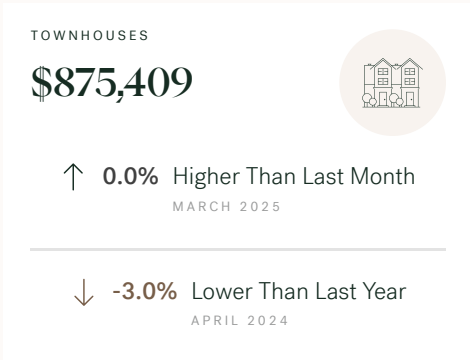 TOWNHOUSES
$875,409
0.0% Higher Than Last Month
MARCH 2025
-3.0% Lower Than Last Year
APRIL 2024